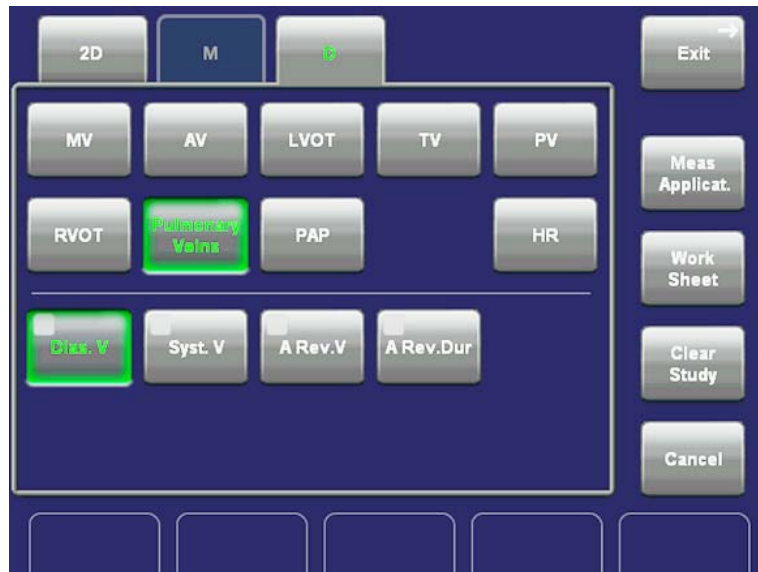 2D
M
D
Exit
MV
AV
LVOT
TV
PV
Meas
Applicat.
RVOT
Pulmonary
Veins
PAP
HR
Work
Sheet
Dias. V
Syst. V
A Rev.V
A Rev.Dur
Clear
Study
Cancel